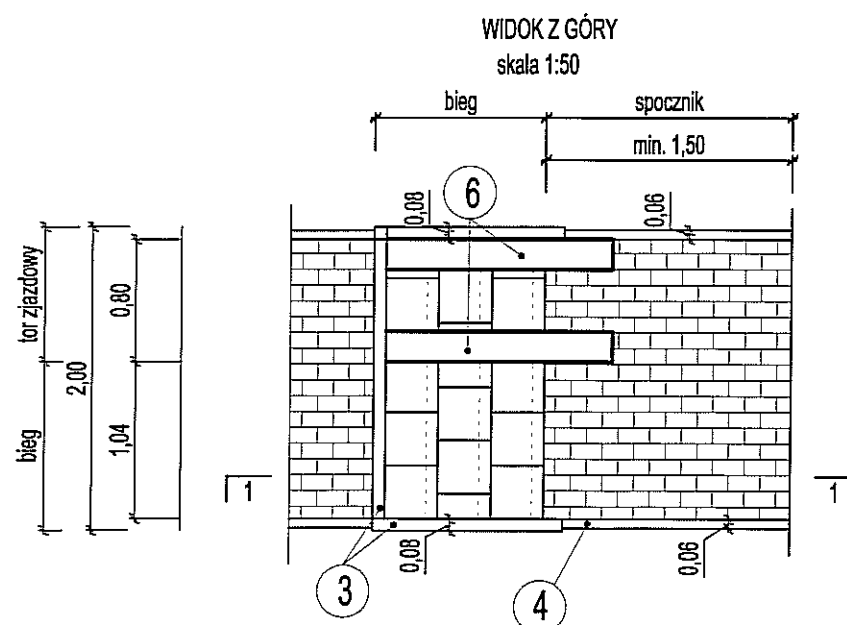 WIDOK Z GÓRY
skala 1:50
bieg
spocznik
min. 1,50
6
0,08
0,06
tor zjazdowy
0,80
2,00
bieg
1,04
1
1
0,08
0,06
3
4